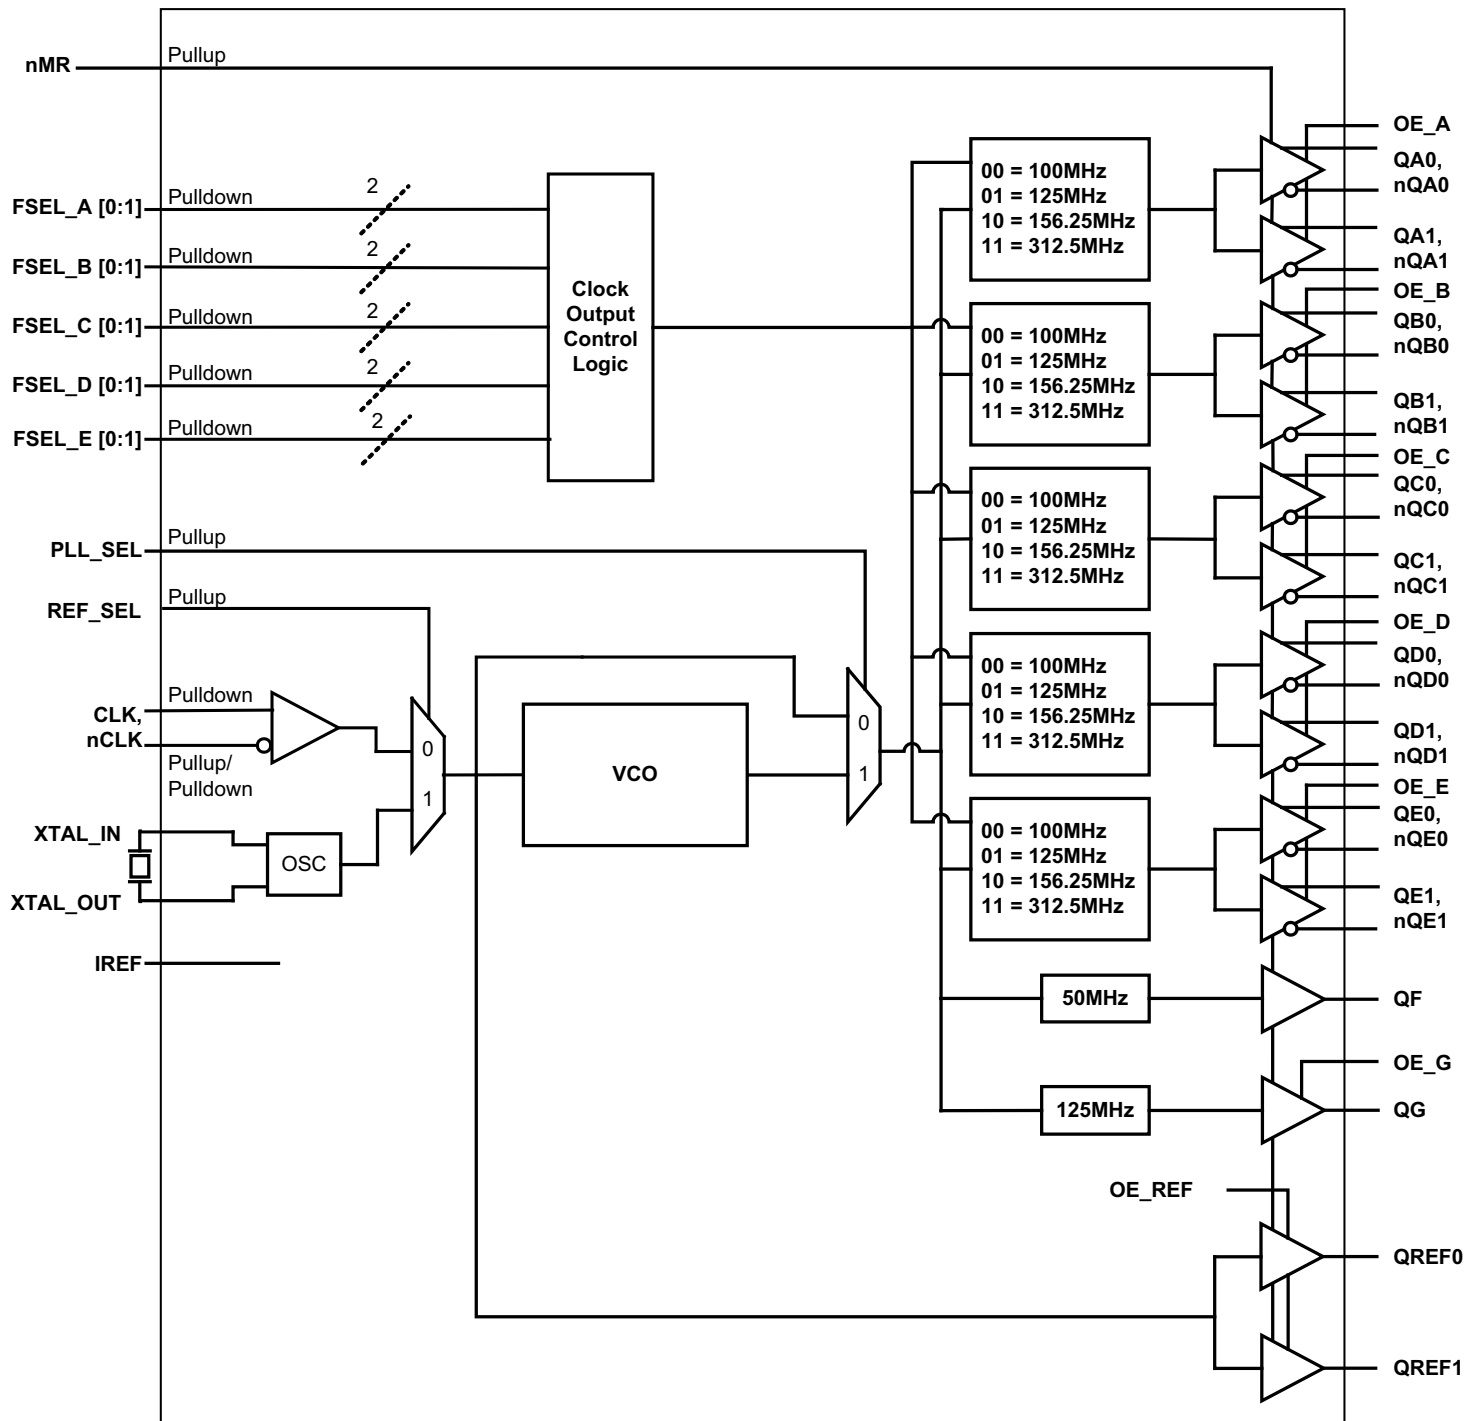 nMR
Pullup
FSEL_A [0:1]
Pulldown
2
FSEL_B [0:1]
Pulldown
2
FSEL_C [0:1]
Pulldown
2
FSEL_D [0:1]
Pulldown
2
FSEL_E [0:1]
Pulldown
2
Clock
Output
Control
Logic
PLL_SEL
Pullup
REF_SEL
Pullup
CLK,
nCLK
Pulldown
Pullup/
Pulldown
XTAL_IN
XTAL_OUT
OSC
IREF
0
1
VCO
0
1
00 = 100MHz
01 = 125MHz
10 = 156.25MHz
11 = 312.5MHz
00 = 100MHz
01 = 125MHz
10 = 156.25MHz
11 = 312.5MHz
00 = 100MHz
01 = 125MHz
10 = 156.25MHz
11 = 312.5MHz
00 = 100MHz
01 = 125MHz
10 = 156.25MHz
11 = 312.5MHz
00 = 100MHz
01 = 125MHz
10 = 156.25MHz
11 = 312.5MHz
50MHz
125MHz
OE_REF
OE_A
QA0,
nQA0
QA1,
nQA1
OE_B
QB0,
nQB0
QB1,
nQB1
OE_C
QC0,
nQC0
QC1,
nQC1
OE_D
QD0,
nQD0
QD1,
nQD1
OE_E
QE0,
nQE0
QE1,
nQE1
QF
OE_G
QG
QREF0
QREF1